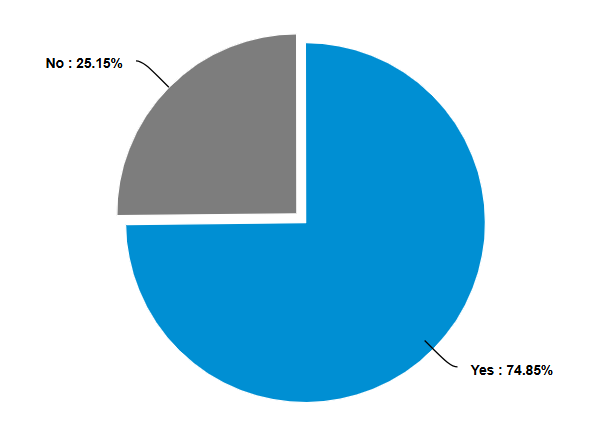 No : 25.15%
Yes : 74.85%